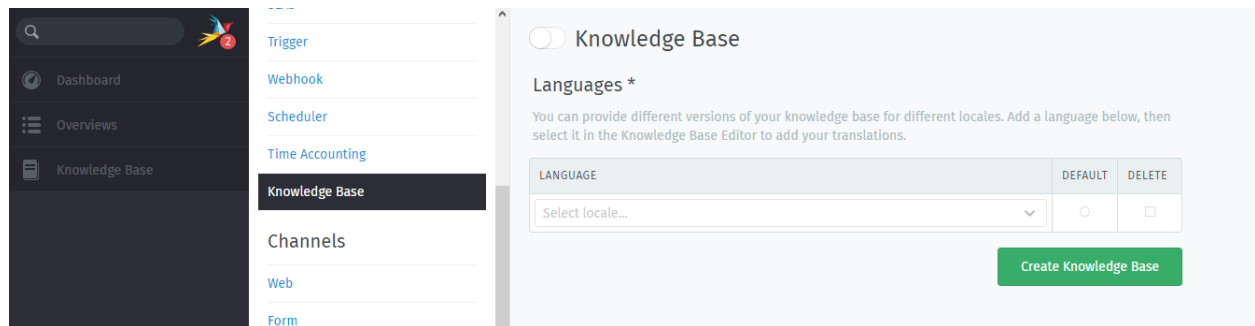 2
Dashboard
Overviews
Knowledge Base
Trigger
Webhook
Scheduler
Time Accounting
Knowledge Base
Channels
Web
Form
Knowledge Base
Languages *
You can provide different versions of your knowledge base for different locales. Add a language below, then
select it in the Knowledge Base Editor to add your translations.
LANGUAGE DEFAULT DELETE
Select locale...
Create Knowledge Base